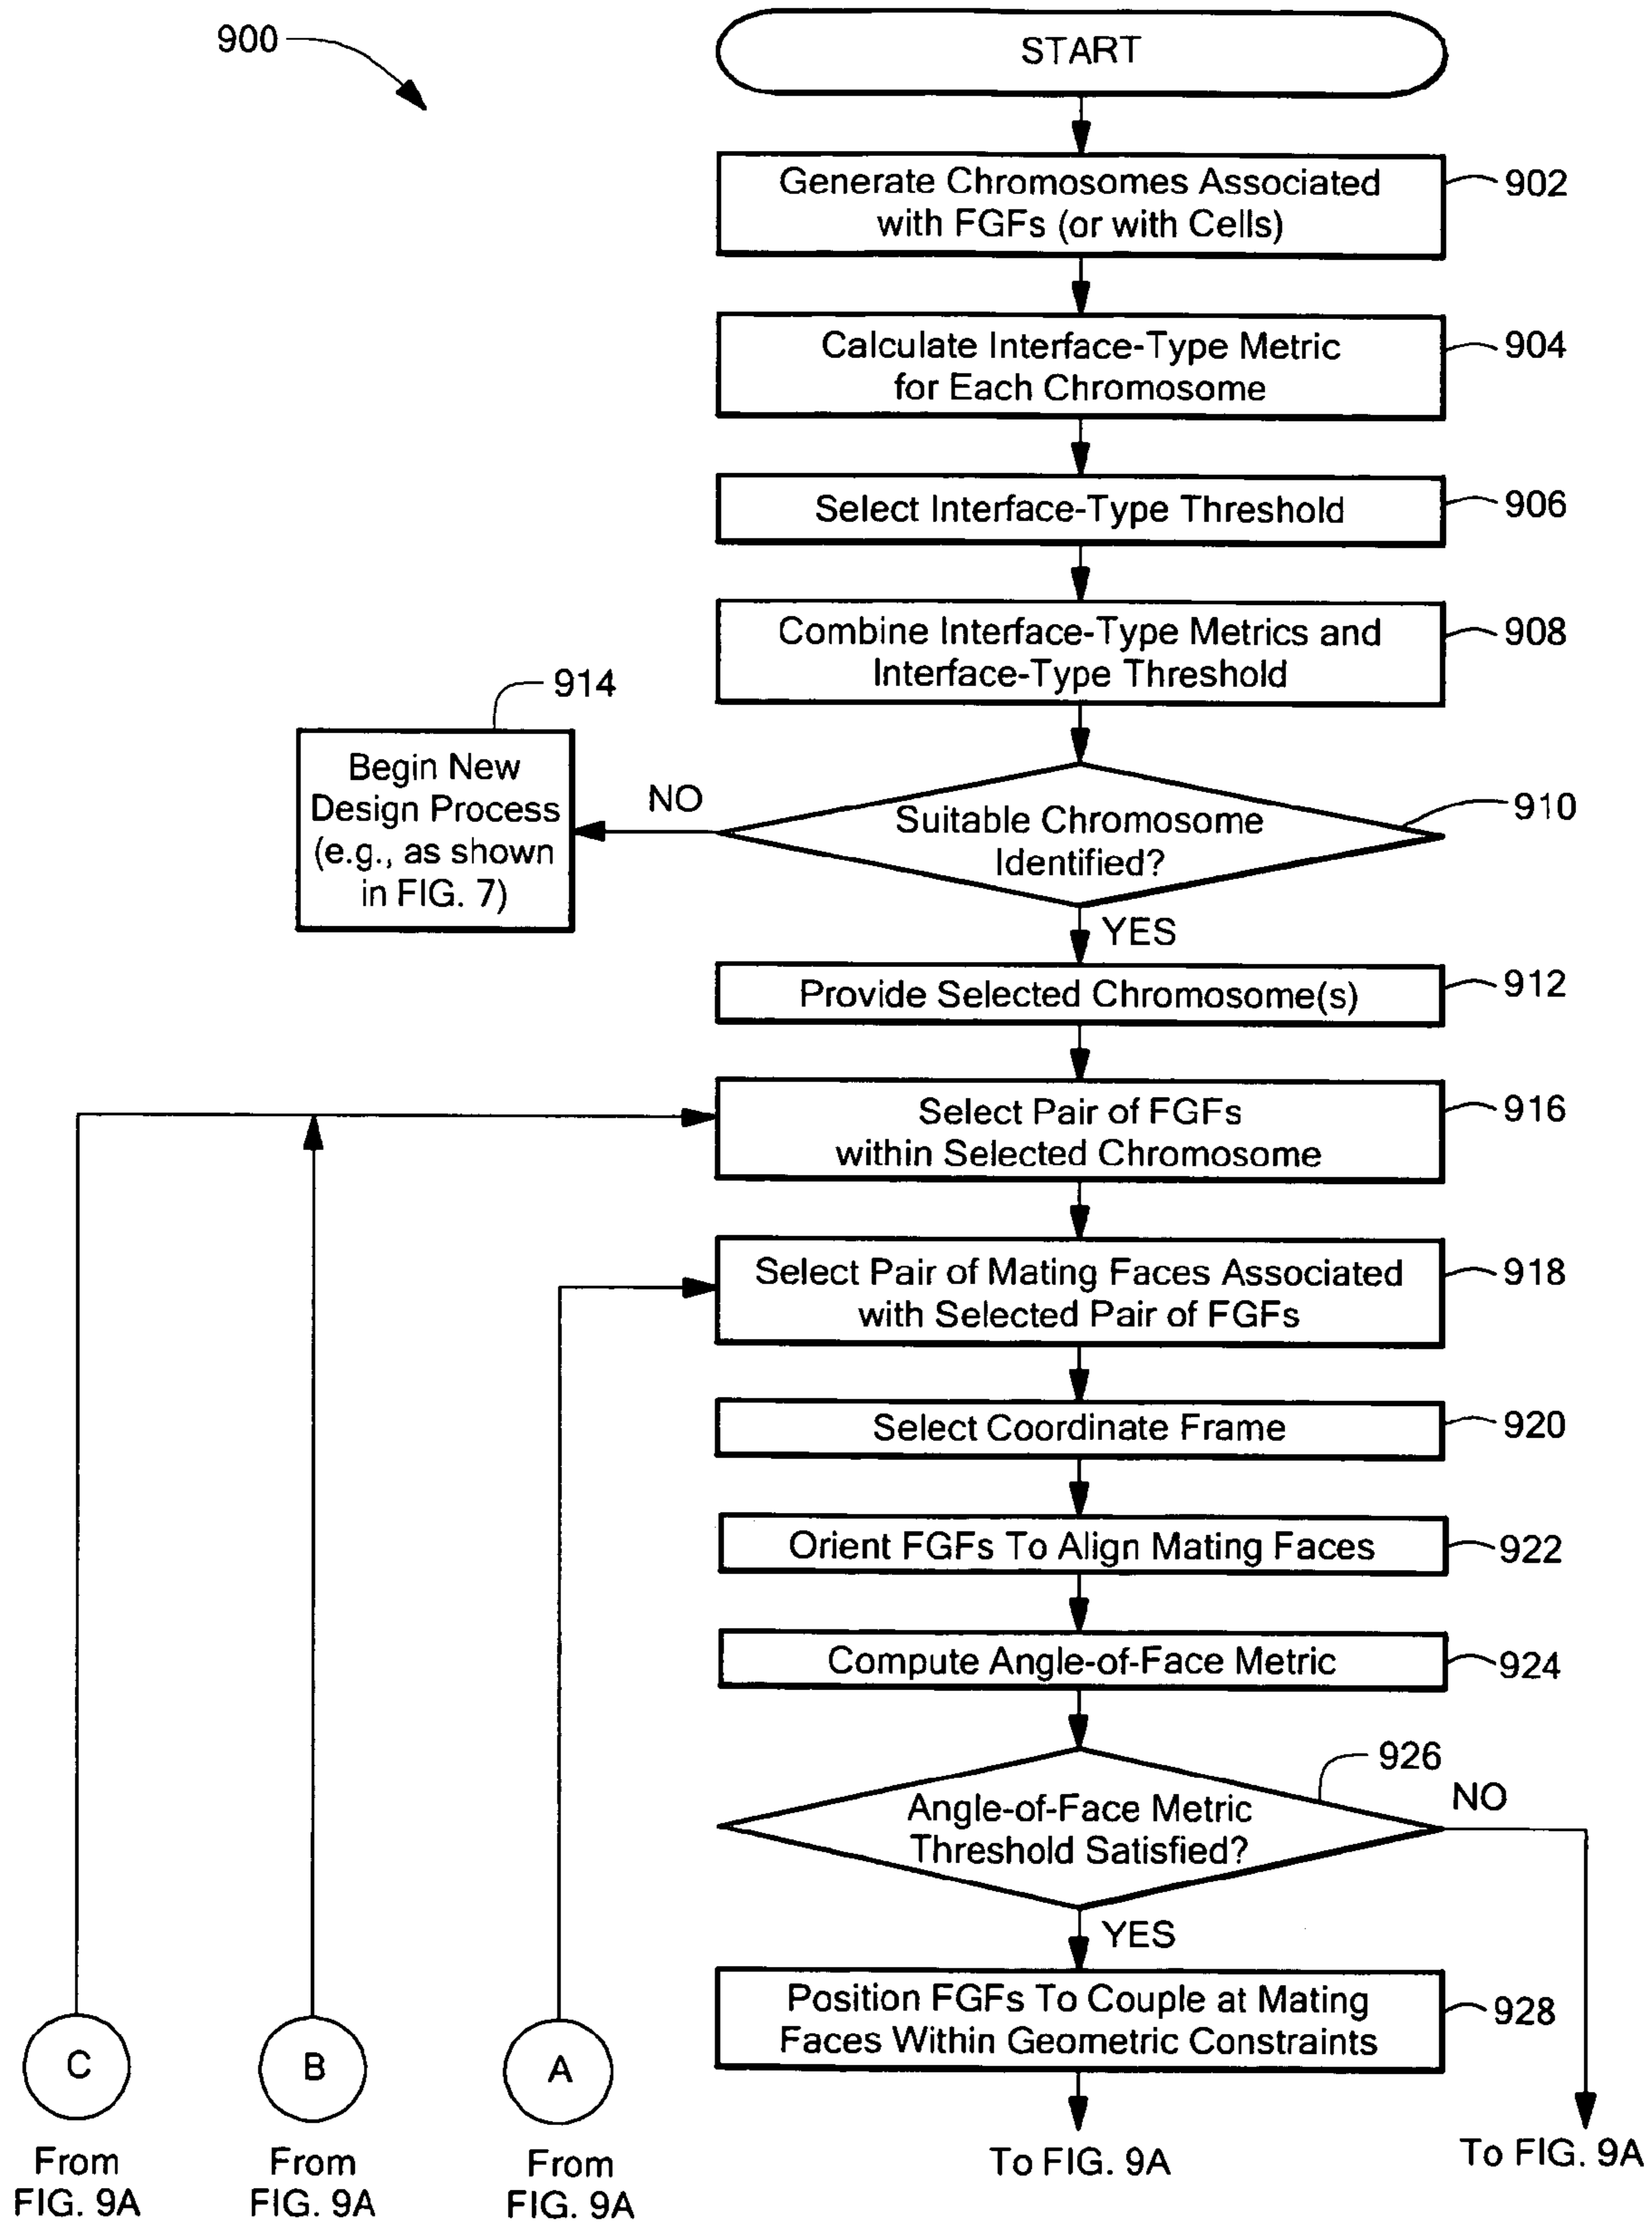 900
START
Generate Chromosomes Associated
with FGFs (or with Cells)
902
Calculate Interface-Type Metric
for Each Chromosome
904
Select Interface-Type Threshold
906
Combine Interface-Type Metrics and
Interface-Type Threshold
908
914
Begin New
Design Process
(e.g., as shown
in FIG. 7)
NO
Suitable Chromosome
Identified?
910
YES
Provide Selected Chromosome(s)
912
Select Pair of FGFs
within Selected Chromosome
916
Select Pair of Mating Faces Associated
with Selected Pair of FGFs
918
Select Coordinate Frame
920
Orient FGFs To Align Mating Faces
922
Compute Angle-of-Face Metric
924
Angle-of-Face Metric
Threshold Satisfied?
926
NO
YES
Position FGFs To Couple at Mating
Faces Within Geometric Constraints
928
C
B
A
From
FIG. 9A
From
FIG. 9A
From
FIG. 9A
To FIG. 9A
To FIG. 9A